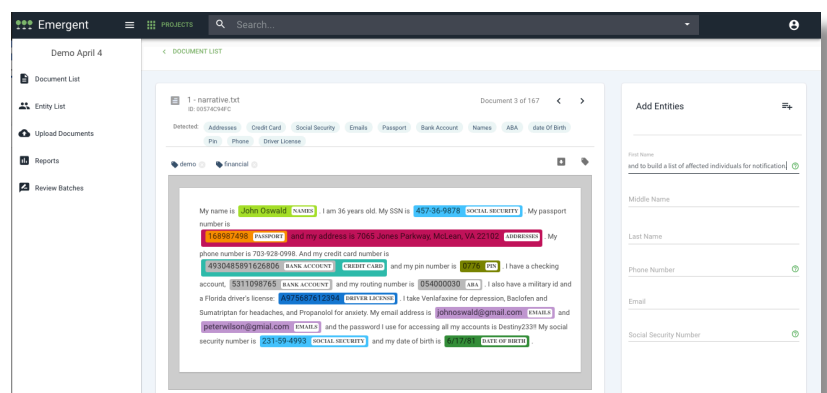 Emergent
PROJECTS
Search...
Demo April 4
Document List
Entity List
Upload Documents
Reports
Review Batches
DOCUMENT LIST
1 - narrative.txt
ID: 00574C94FC
Document 3 of 167
Detected: Addresses Credit Card Social Security Emails Passport Bank Account Names ABA date Of Birth
Pin Phone Driver License
demo financial
My name is John Oswald NAMES . I am 36 years old. My SSN is 457-36-9878 SOCIAL SECURITY . My passport
number is
168987498 PASSPORT and my address is 7065 Jones Parkway, McLean, VA 22102 ADDRESSES . My
phone number is 703-928-0998. And my credit card number is
4930485891626806 BANK ACCOUNT CREDIT CARD and my pin number is 0776 PIN . I have a checking
account, 5311098765 BANK ACCOUNT and my routing number is 054000030 ABA . I also have a military id and
a Florida driver's license: A975687612394 DRIVER LICENSE . I take Venlafaxine for depression, Baclofen and
Sumatriptan for headaches, and Propanolol for anxiety. My email address is johnoswald@gmail.com EMAILS and
peterwilson@gmial.com EMAILS and the password I use for accessing all my accounts is Destiny233!! My social
security number is 231-59-4993 SOCIAL SECURITY and my date of birth is 6/17/81 DATE OF BIRTH .
Add Entities
First Name
and to build a list of affected individuals for notification.
Middle Name
Last Name
Phone Number
Email
Social Security Number